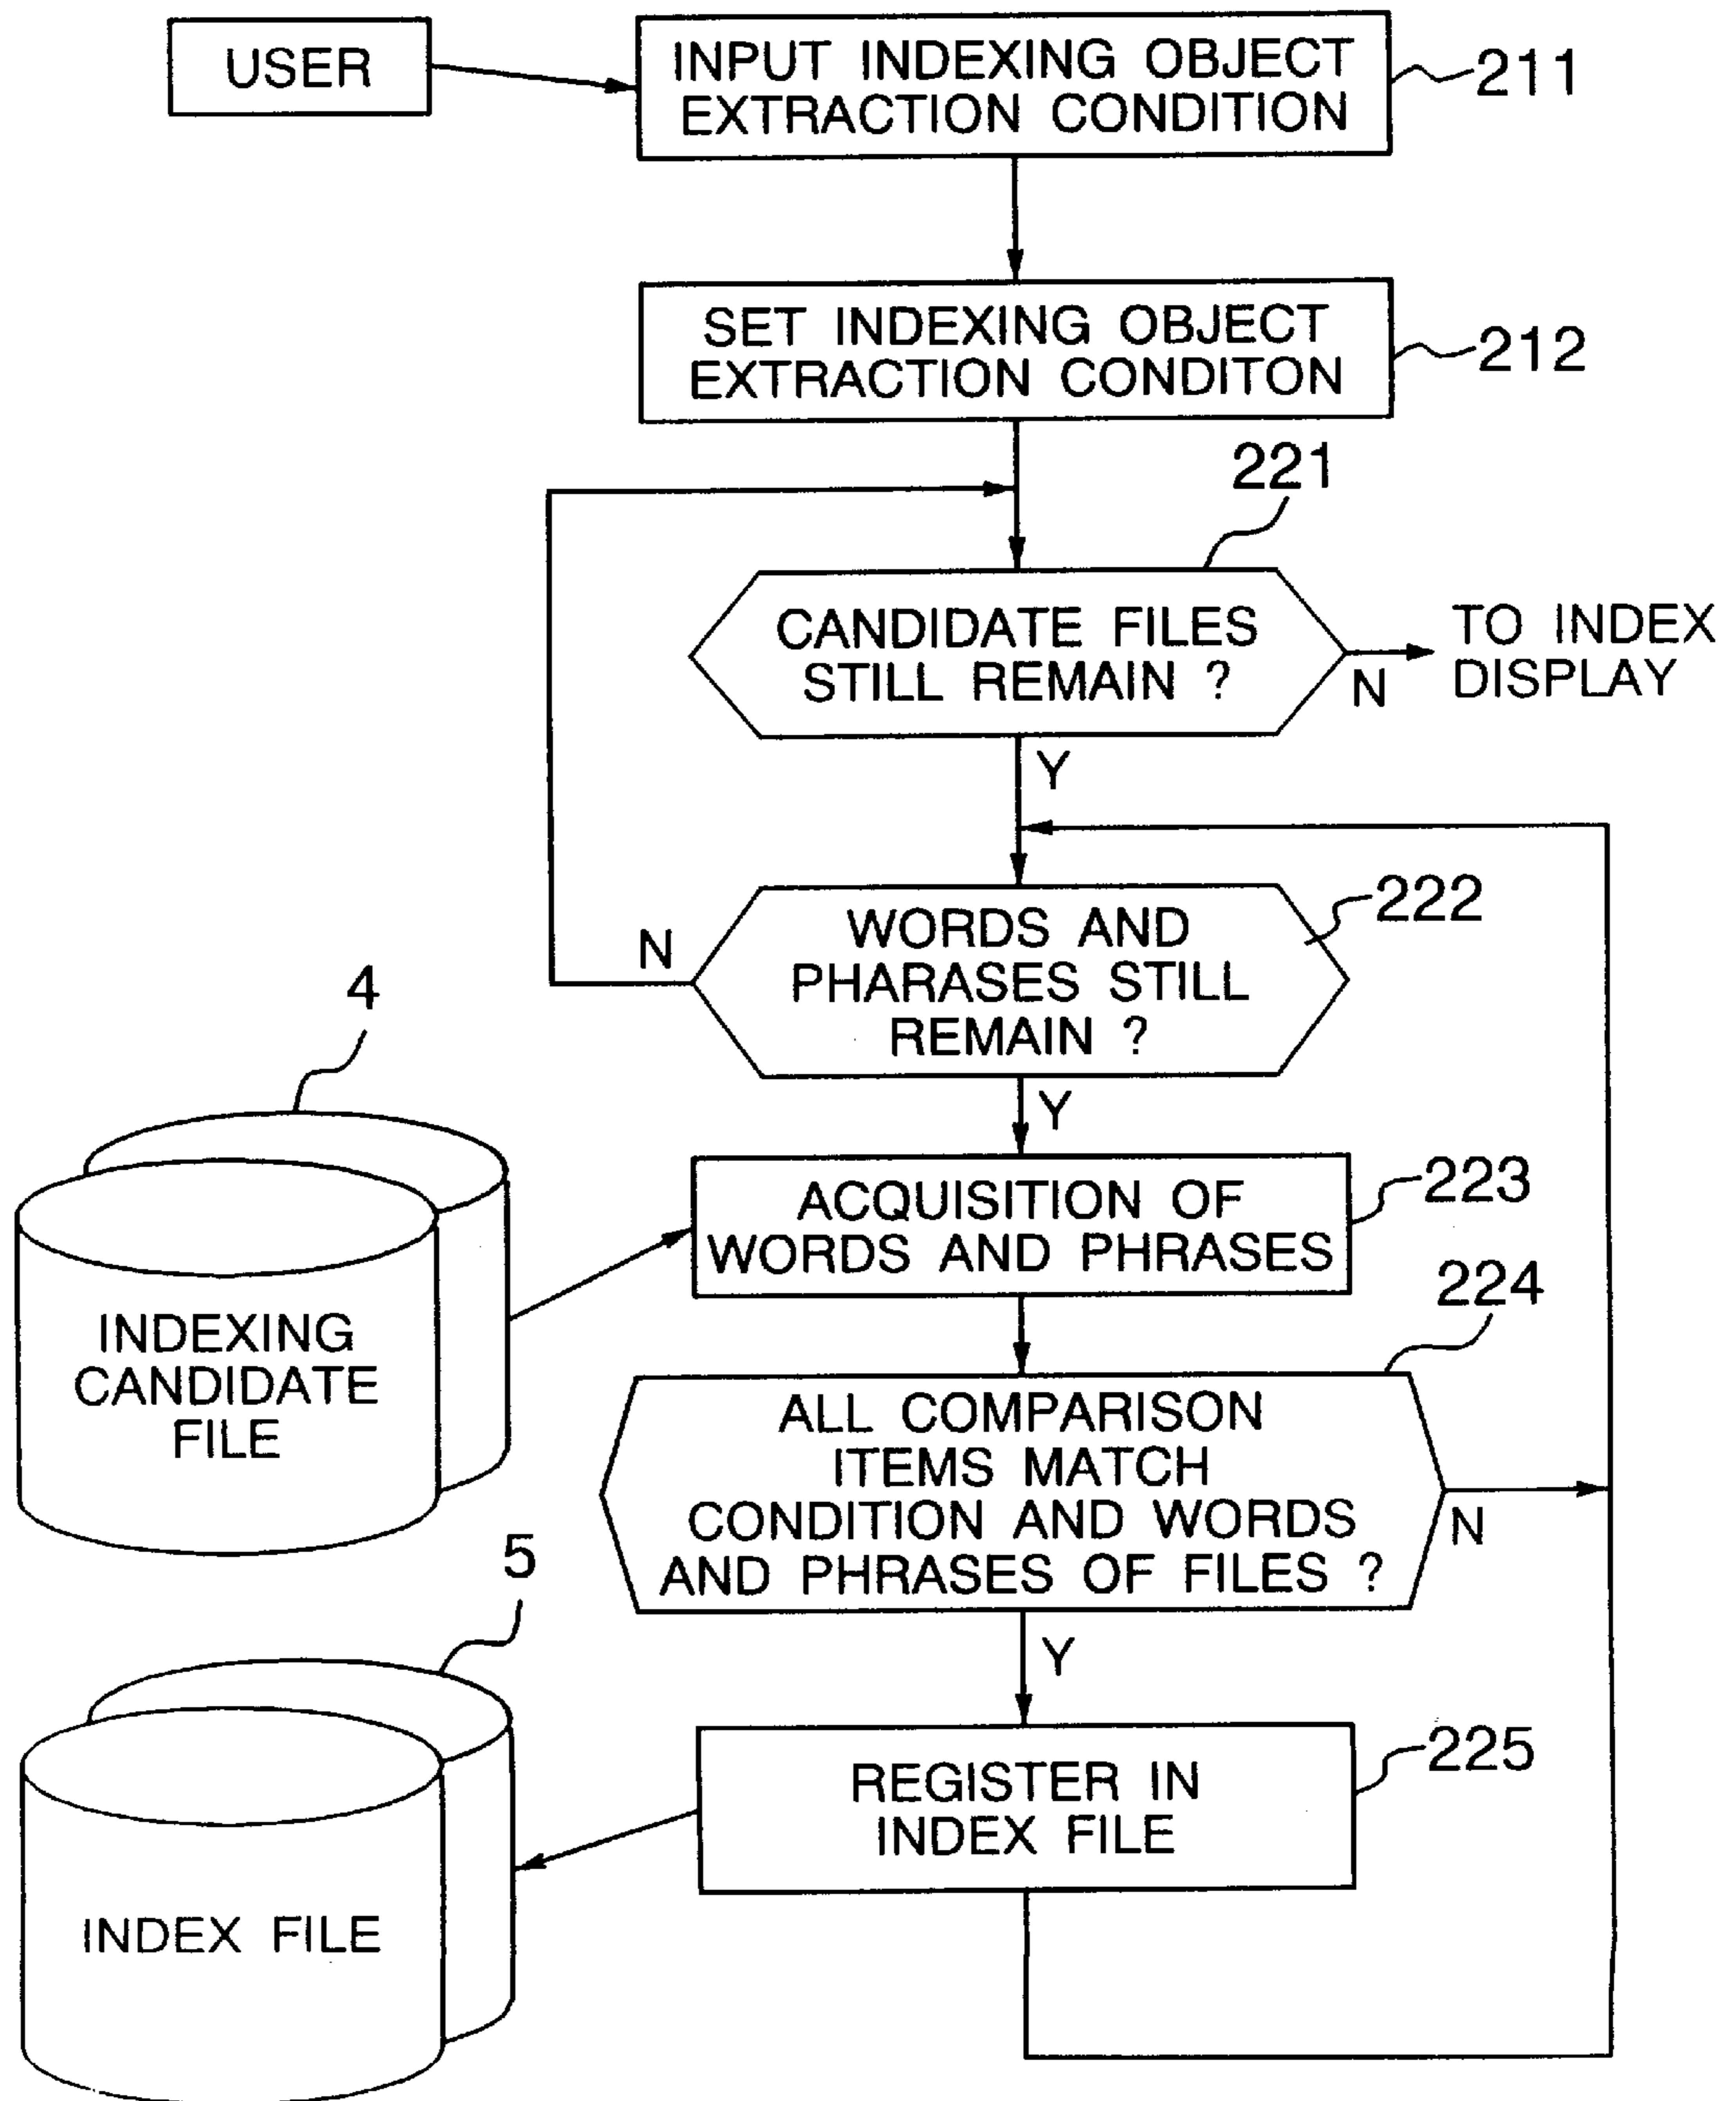 USER
INPUT INDEXING OBJECT
EXTRACTION CONDITION
211
SET INDEXING OBJECT
EXTRACTION CONDITON
212
221
CANDIDATE FILES
STILL REMAIN ?
N
TO INDEX
DISPLAY
Y
222
WORDS AND
PHARASES STILL
REMAIN ?
N
Y
4
INDEXING
CANDIDATE
FILE
223
ACQUISITION OF
WORDS AND PHRASES
224
ALL COMPARISON
ITEMS MATCH
CONDITION AND WORDS
AND PHRASES OF FILES ?
N
Y
5
INDEX FILE
225
REGISTER IN
INDEX FILE